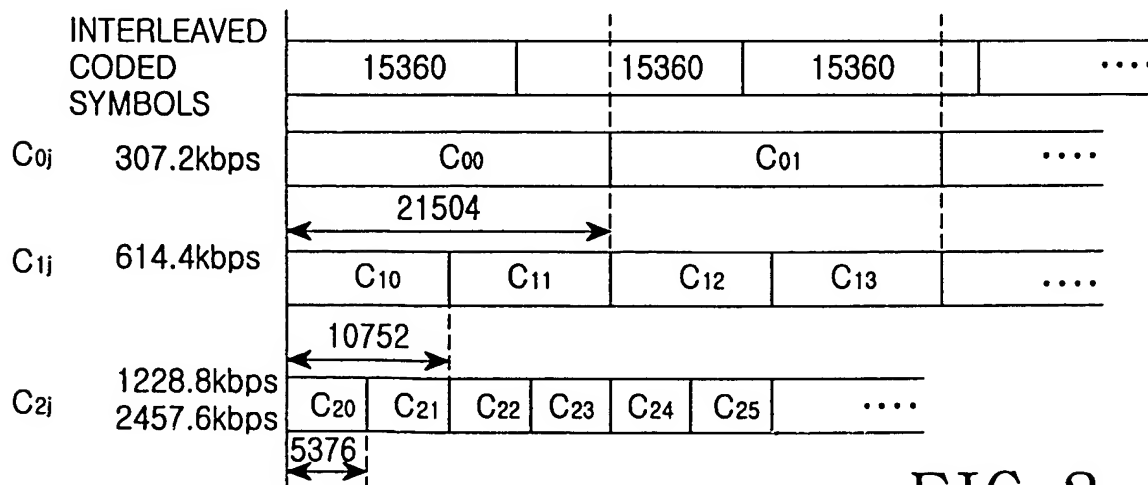 INTERLEAVED
CODED
SYMBOLS
15360 15360 15360 ....
C0j 307.2kbps C00 C01 ....
21504
C1j 614.4kbps C10 C11 C12 C13 ....
10752
C2j 1228.8kbps
2457.6kbps C20 C21 C22 C23 C24 C25 ....
5376